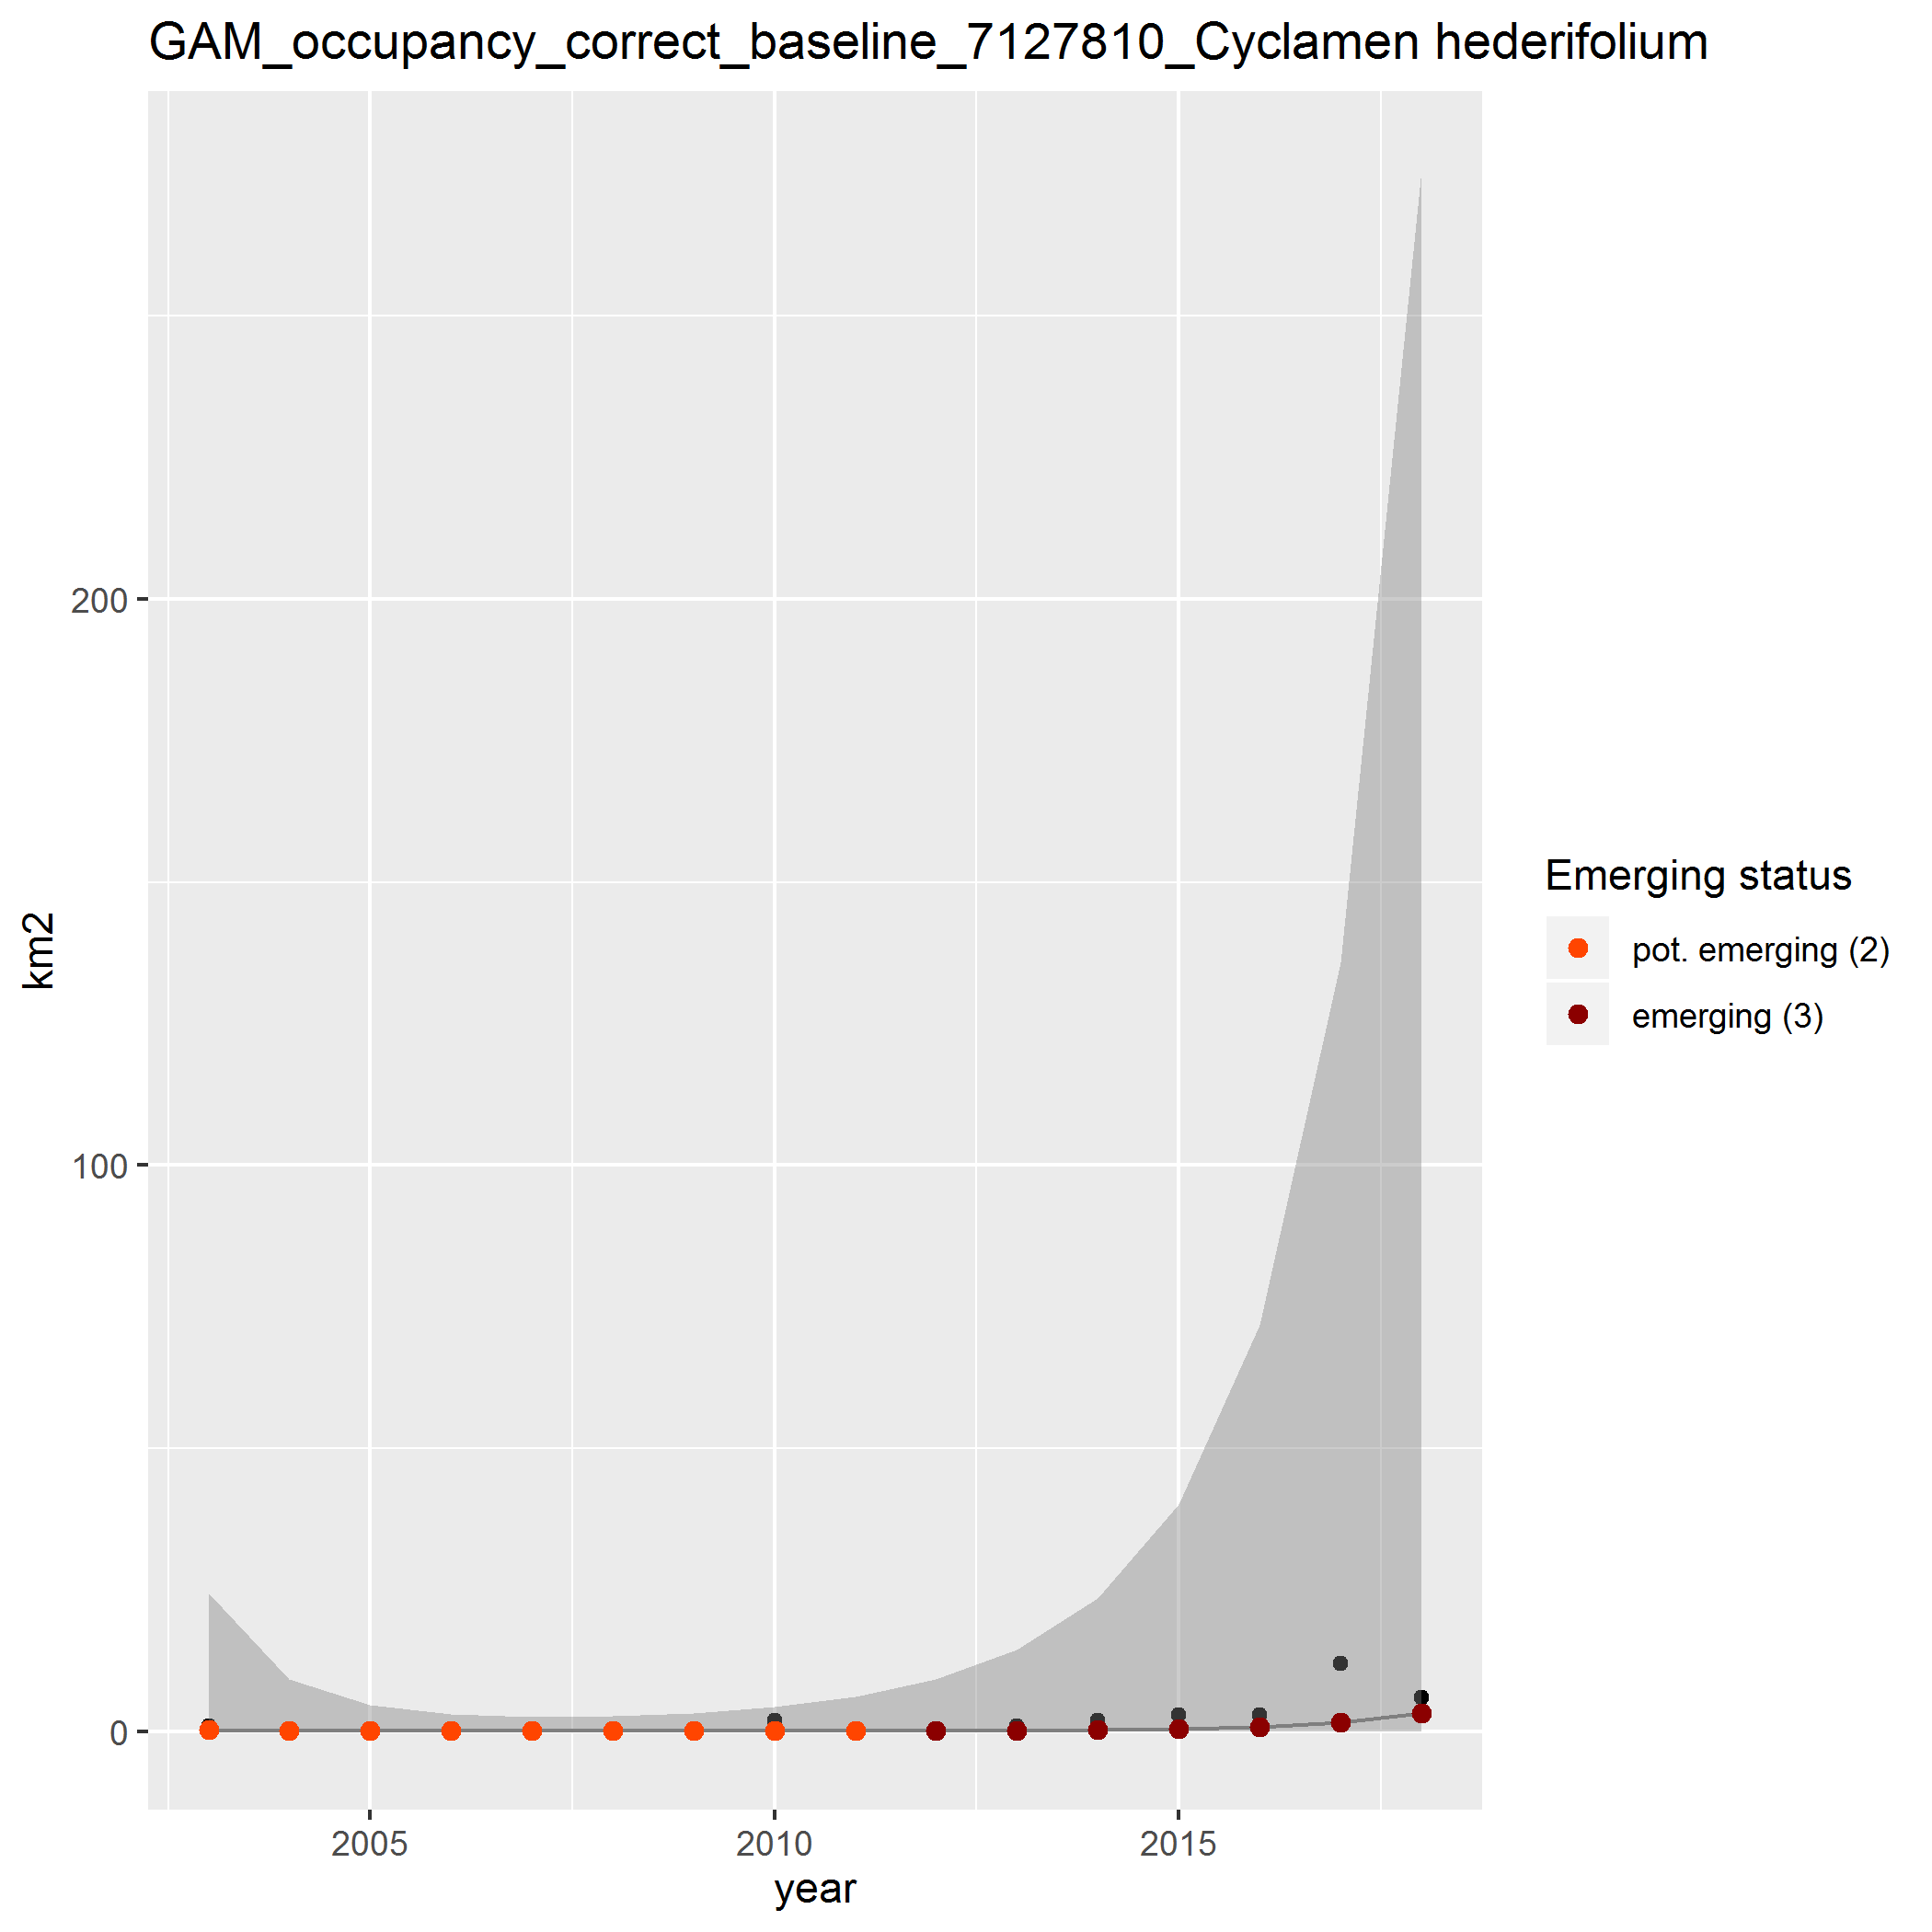 GAM_occupancy_correct_baseline_7127810_Cyclamen hederifolium
200
100
0
km2
2005 2010 2015
year
Emerging status
pot. emerging (2)
emerging (3)